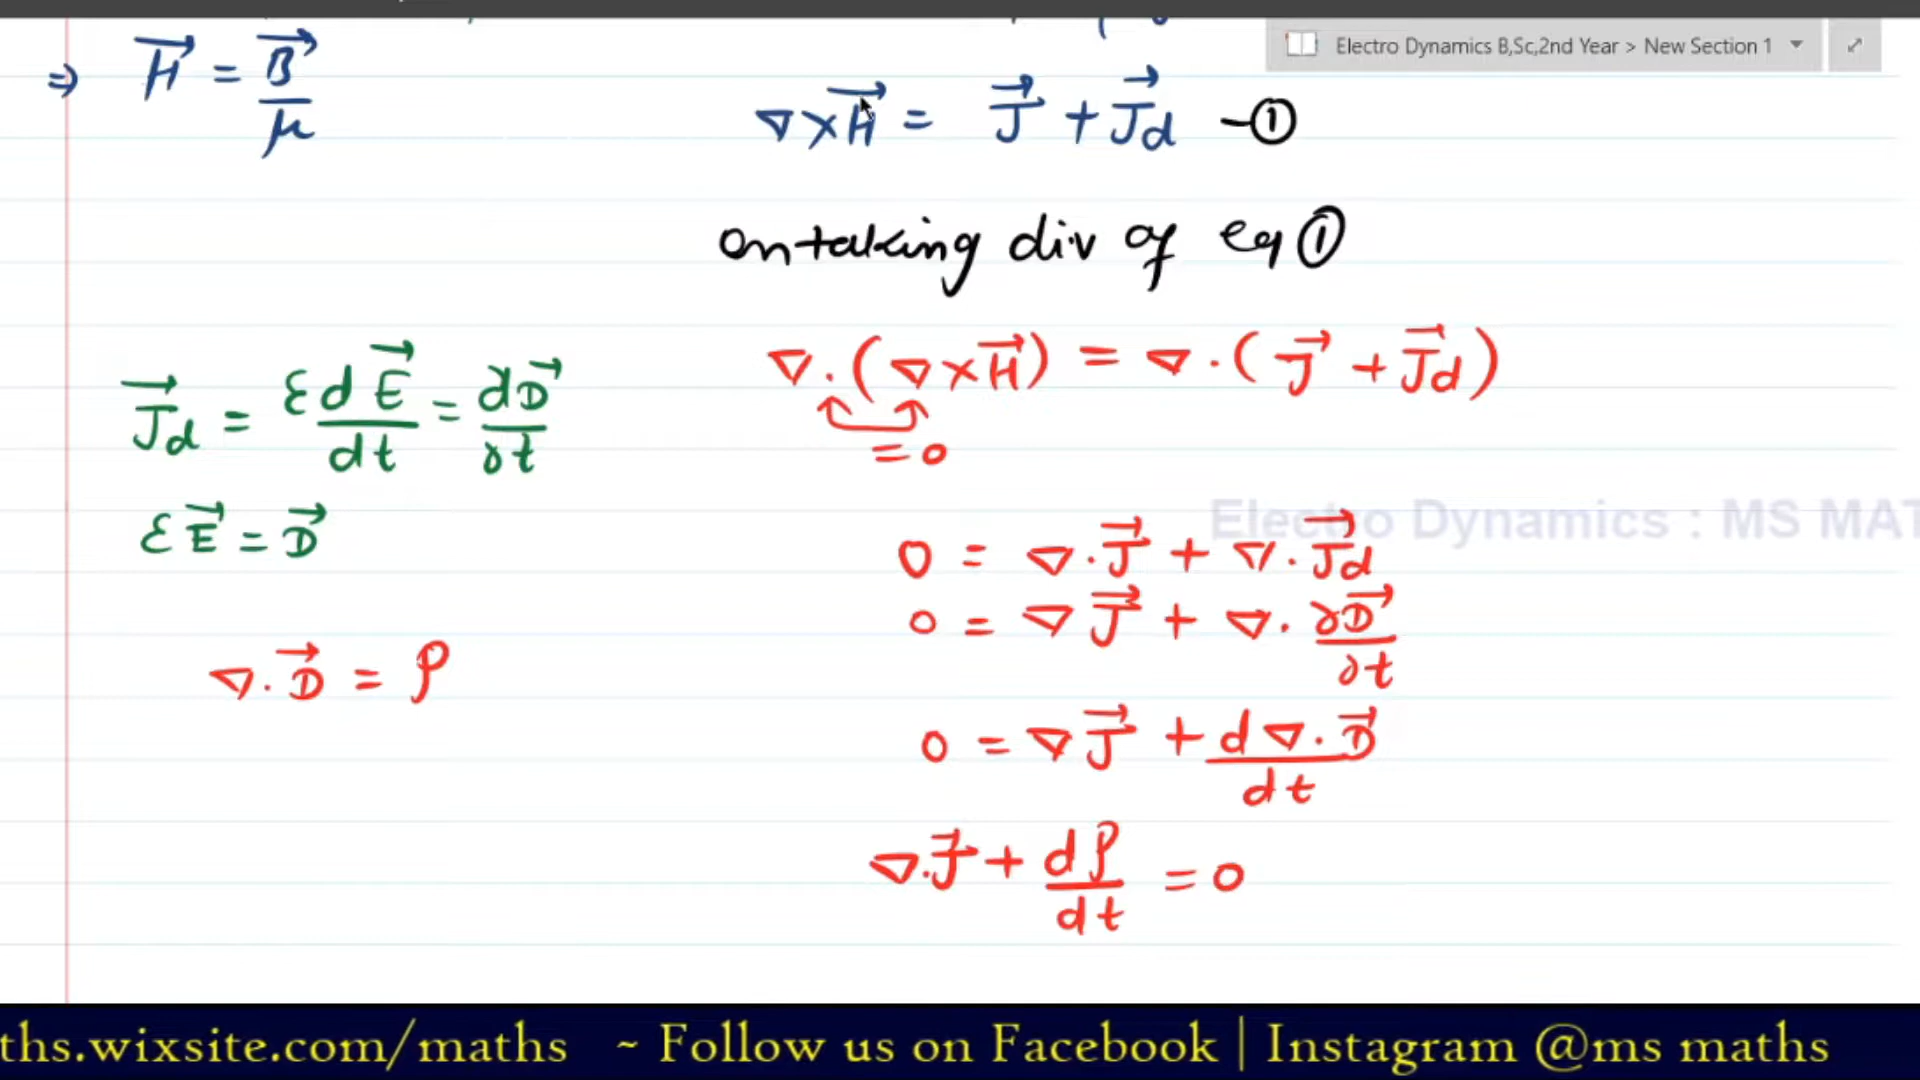 Electro Dynamics B,Sc,2nd Year > New Section 1
⇒ H⃗ = B⃗/μ
∇×H⃗ = J⃗ + J⃗d -①
on taking div of eq ①
∇.(∇×H⃗) = ∇.(J⃗ + J⃗d)
=0
J⃗d = εdE⃗/dt = ∂D⃗/∂t
εE⃗ = D⃗
Electro Dynamics : MS MAT
0 = ∇.J⃗ + ∇.J⃗d
0 = ∇J⃗ + ∇.∂D⃗/∂t
∇.D⃗ = ρ
0 = ∇J⃗ + d∇.D⃗/dt
∇.J⃗ + dρ/dt = 0
ths.wixsite.com/maths ~ Follow us on Facebook | Instagram @ms maths